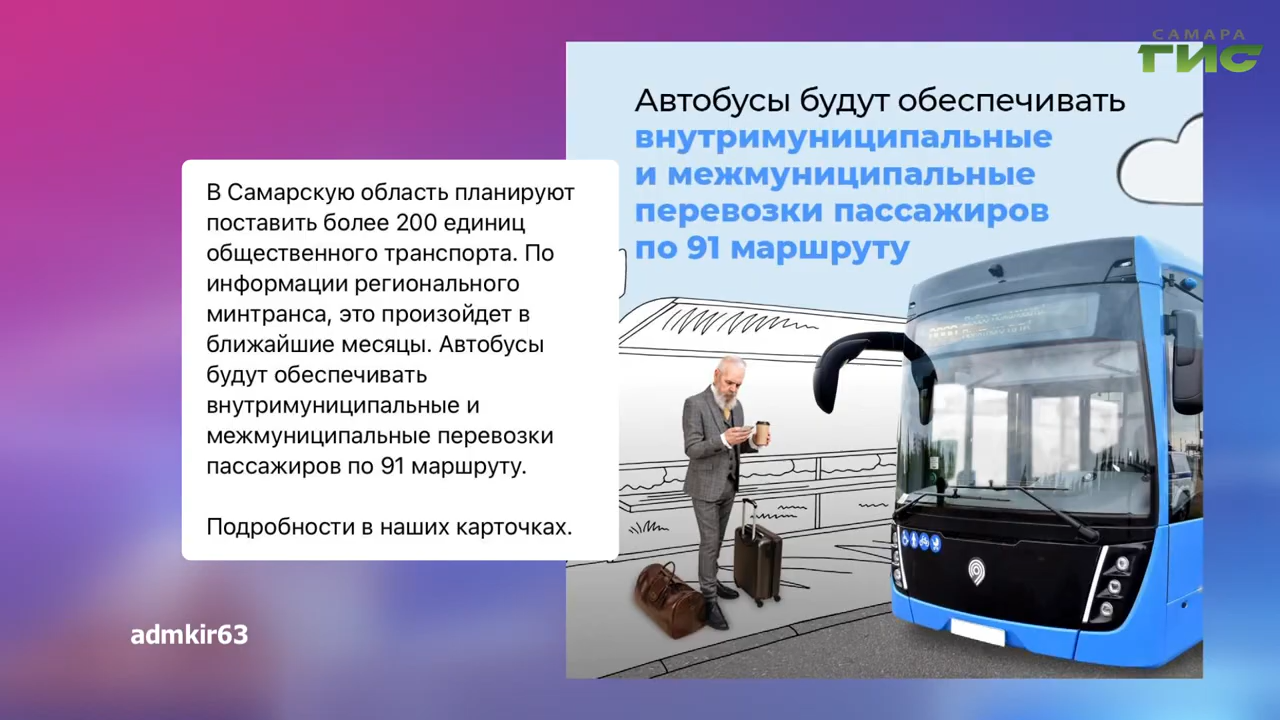 САМАРА
ГИС
Автобусы будут обеспечивать
внутримуниципальные
и межмуниципальные
перевозки пассажиров
по 91 маршруту
В Самарскую область планируют
поставить более 200 единиц
общественного транспорта. По
информации регионального
минтранса, это произойдет в
ближайшие месяцы. Автобусы
будут обеспечивать
внутримуниципальные и
межмуниципальные перевозки
пассажиров по 91 маршруту.
Подробности в наших карточках.
admkir63